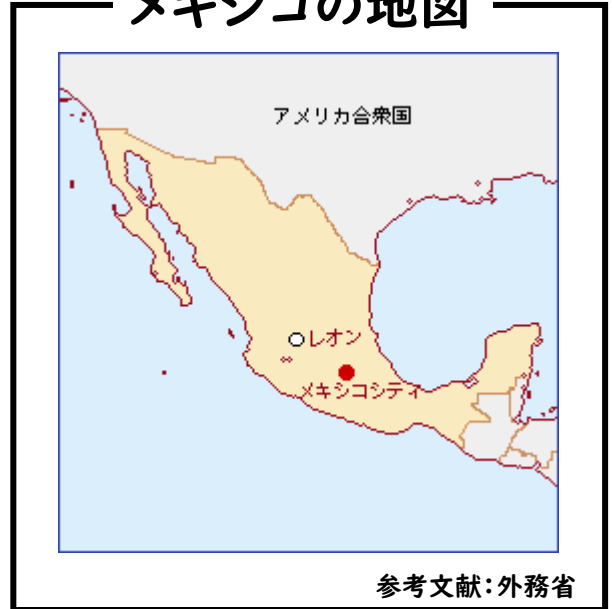 メキシコの地図
アメリカ合衆国
レオン
メキシコシティ
参考文献：外務省